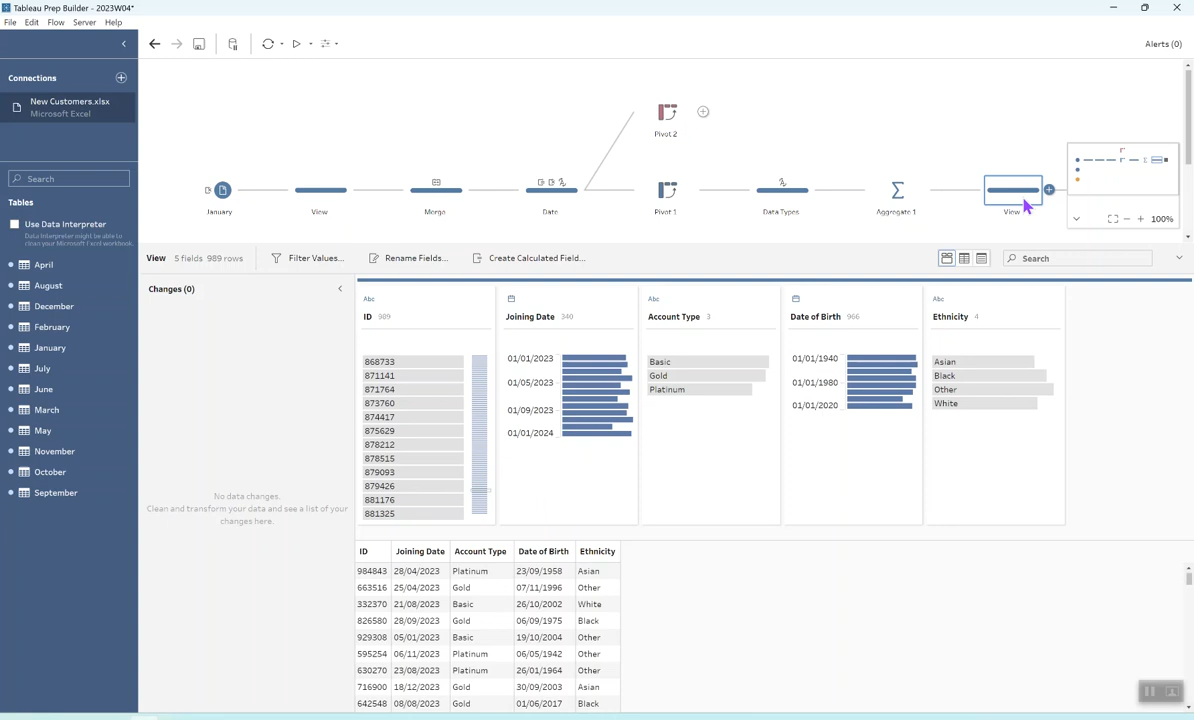 Tableau Prep Builder - 2023W04*
File Edit Flow Server Help
Alerts (0)
Connections
New Customers.xlsx
Microsoft Excel
Search
Tables
Use Data Interpreter
Data Interpreter might be able to
clean your Microsoft Excel workbook.
April
August
December
February
January
July
June
March
May
November
October
September
Pivot 2
January View Merge Date Pivot 1 Data Types Aggregate 1 View
100%
View 5 fields 989 rows Filter Values... Rename Fields... Create Calculated Field... Search
Changes (0)
No data changes.
Clean and transform your data and see a list of your
changes here.
Abc
ID 989
868733
871141
871764
873760
874417
875629
878212
878515
879093
879426
881176
881325
Joining Date 340
01/01/2023
01/05/2023
01/09/2023
01/01/2024
Abc
Account Type 3
Basic
Gold
Platinum
Date of Birth 966
01/01/1940
01/01/1980
01/01/2020
Abc
Ethnicity 4
Asian
Black
Other
White
ID Joining Date Account Type Date of Birth Ethnicity
984843 28/04/2023 Platinum 23/09/1958 Asian
663516 25/04/2023 Gold 07/11/1996 Other
332370 21/08/2023 Basic 26/10/2002 White
826580 28/09/2023 Gold 06/09/1975 Black
929308 05/01/2023 Basic 19/10/2004 Other
595254 06/11/2023 Platinum 06/05/1942 Other
630270 23/08/2023 Platinum 26/01/1964 Other
716900 18/12/2023 Gold 30/09/2003 Asian
642548 08/08/2023 Gold 01/06/2017 Black